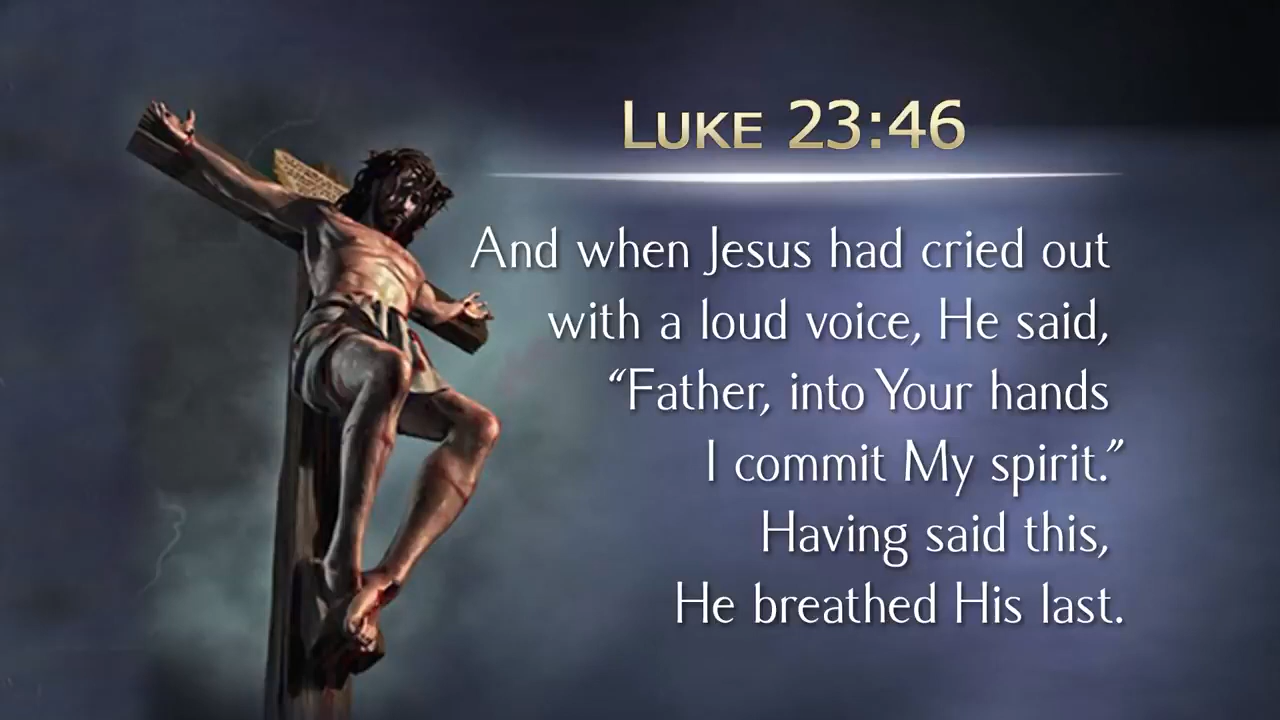 LUKE 23:46
And when Jesus had cried out
with a loud voice, He said,
“Father, into Your hands
I commit My spirit.”
Having said this,
He breathed His last.